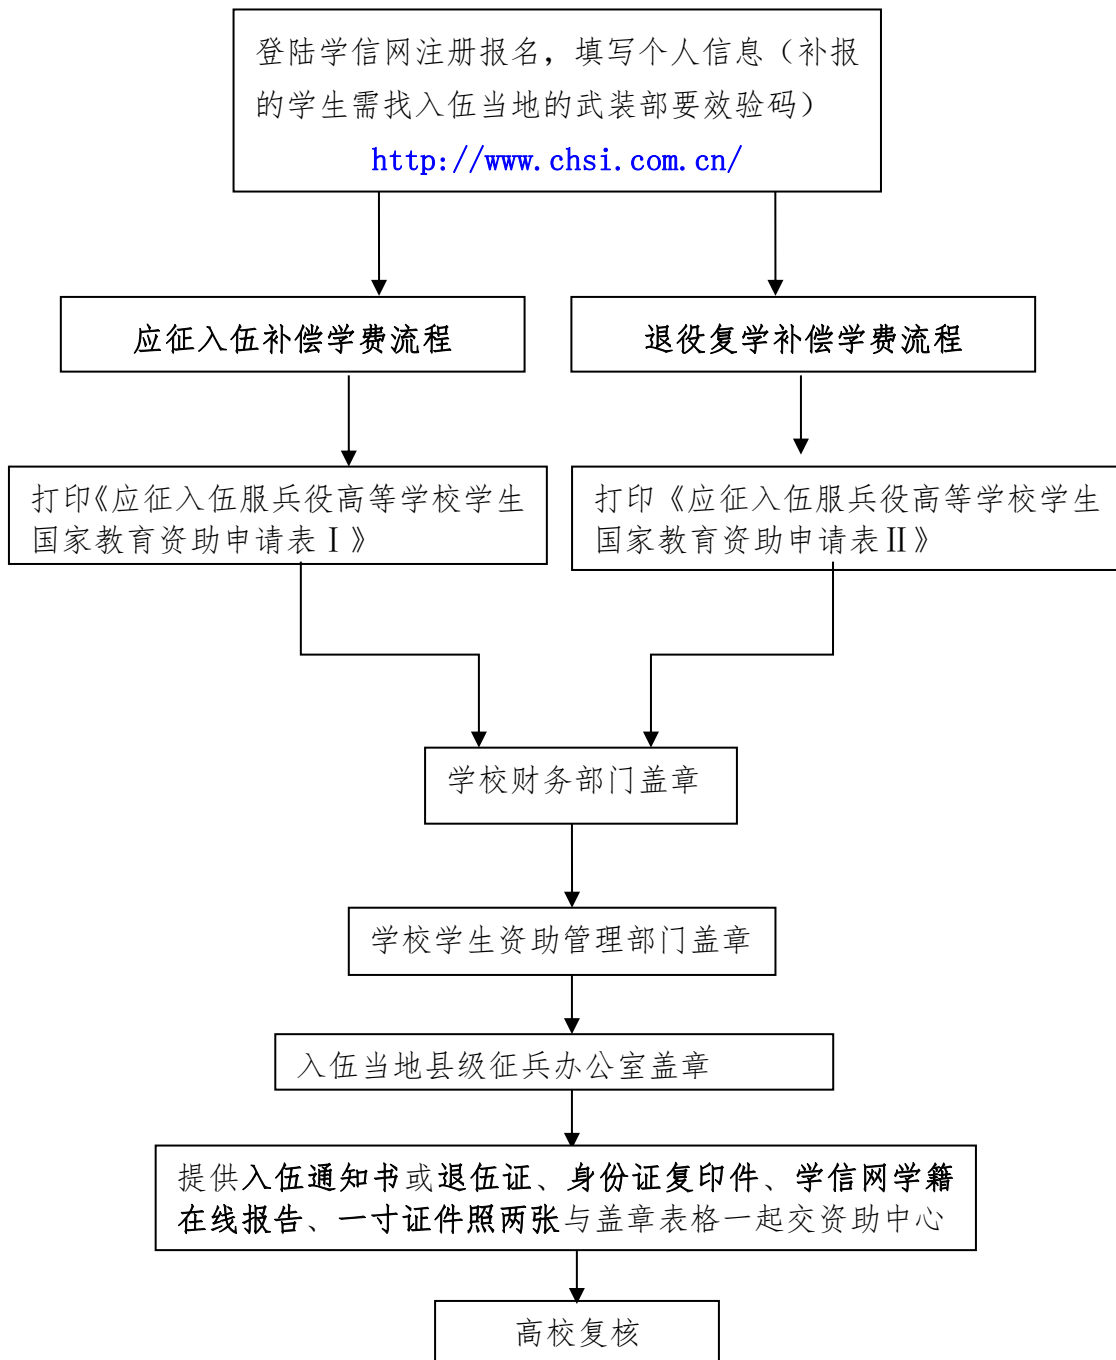 登陆学信网注册报名，填写个人信息（补报
的学生需找入伍当地的武装部要效验码）
http://www.chsi.com.cn/
应征入伍补偿学费流程
退役复学补偿学费流程
打印《应征入伍服兵役高等学校学生
国家教育资助申请表Ⅰ》
打印《应征入伍服兵役高等学校学生
国家教育资助申请表Ⅱ》
学校财务部门盖章
学校学生资助管理部门盖章
入伍当地县级征兵办公室盖章
提供入伍通知书或退伍证、身份证复印件、学信网学籍
在线报告、一寸证件照两张与盖章表格一起交资助中心
高校复核